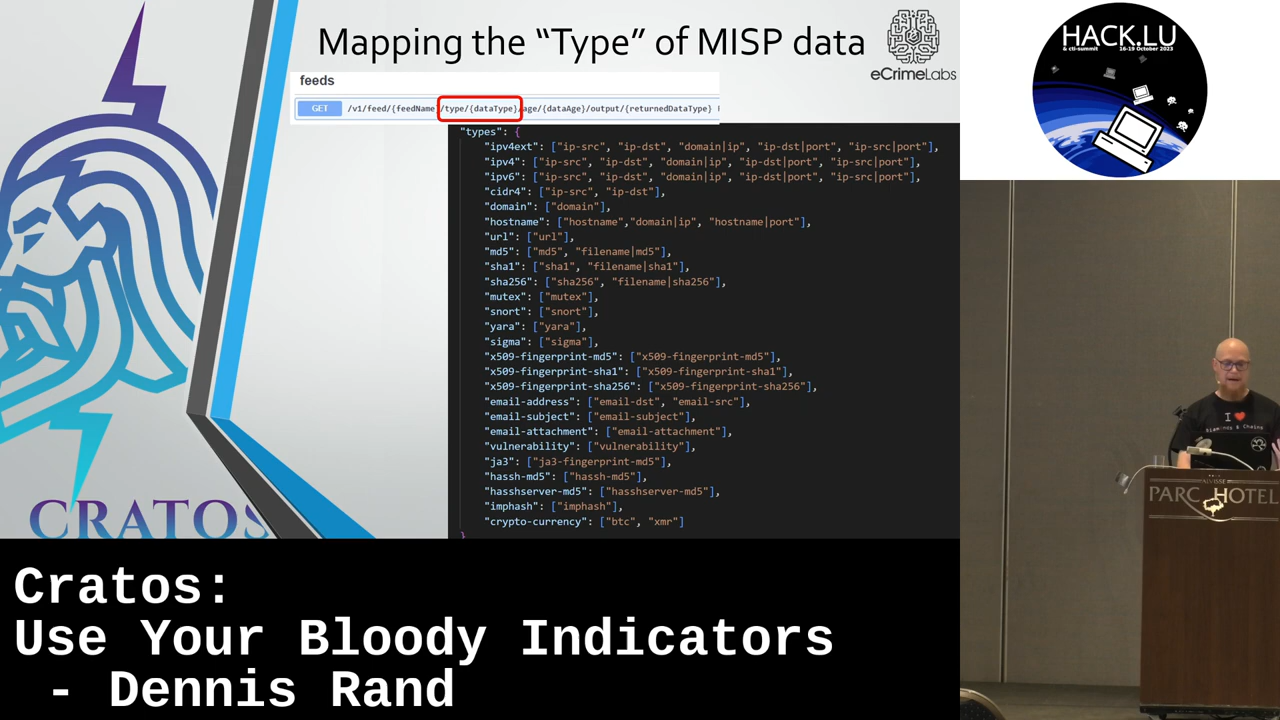 Mapping the “Type” of MISP data
eCrimeLabs
feeds
GET /v1/feed/{feedName}/type/{dataType}/age/{dataAge}/output/{returnedDataType}
"types": {
"ipv4ext": ["ip-src", "ip-dst", "domain|ip", "ip-dst|port", "ip-src|port"],
"ipv4": ["ip-src", "ip-dst", "domain|ip", "ip-dst|port", "ip-src|port"],
"ipv6": ["ip-src", "ip-dst", "domain|ip", "ip-dst|port", "ip-src|port"],
"cidr4": ["ip-src", "ip-dst"],
"domain": ["domain"],
"hostname": ["hostname","domain|ip", "hostname|port"],
"url": ["url"],
"md5": ["md5", "filename|md5"],
"sha1": ["sha1", "filename|sha1"],
"sha256": ["sha256", "filename|sha256"],
"mutex": ["mutex"],
"snort": ["snort"],
"yara": ["yara"],
"sigma": ["sigma"],
"x509-fingerprint-md5": ["x509-fingerprint-md5"],
"x509-fingerprint-sha1": ["x509-fingerprint-sha1"],
"x509-fingerprint-sha256": ["x509-fingerprint-sha256"],
"email-address": ["email-dst", "email-src"],
"email-subject": ["email-subject"],
"email-attachment": ["email-attachment"],
"vulnerability": ["vulnerability"],
"ja3": ["ja3-fingerprint-md5"],
"hassh-md5": ["hassh-md5"],
"hasshserver-md5": ["hasshserver-md5"],
"imphash": ["imphash"],
"crypto-currency": ["btc", "xmr"]
}
CRATOS
HACK.LU
& cti-summit 16-19 October 2023
I
Diamonds & Chains
ALVISSE
PARC HOTEL
Cratos:
Use Your Bloody Indicators
- Dennis Rand